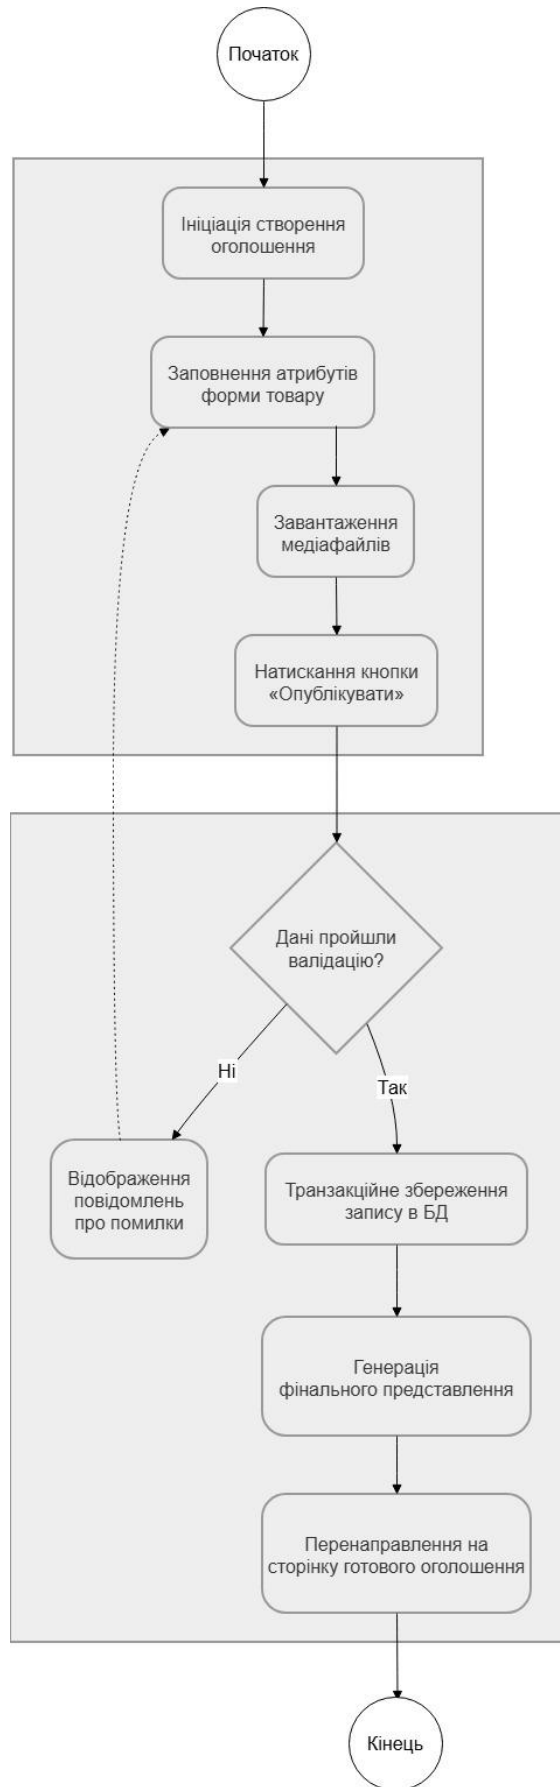 Початок
Ініціація створення
оголошення
Заповнення атрибутів
форми товару
Завантаження
медіафайлів
Натискання кнопки
«Опублікувати»
Дані пройшли
валідацію?
Ні
Так
Відображення
повідомлень
про помилки
Транзакційне збереження
запису в БД
Генерація
фінального представлення
Перенаправлення на
сторінку готового оголошення
Кінець